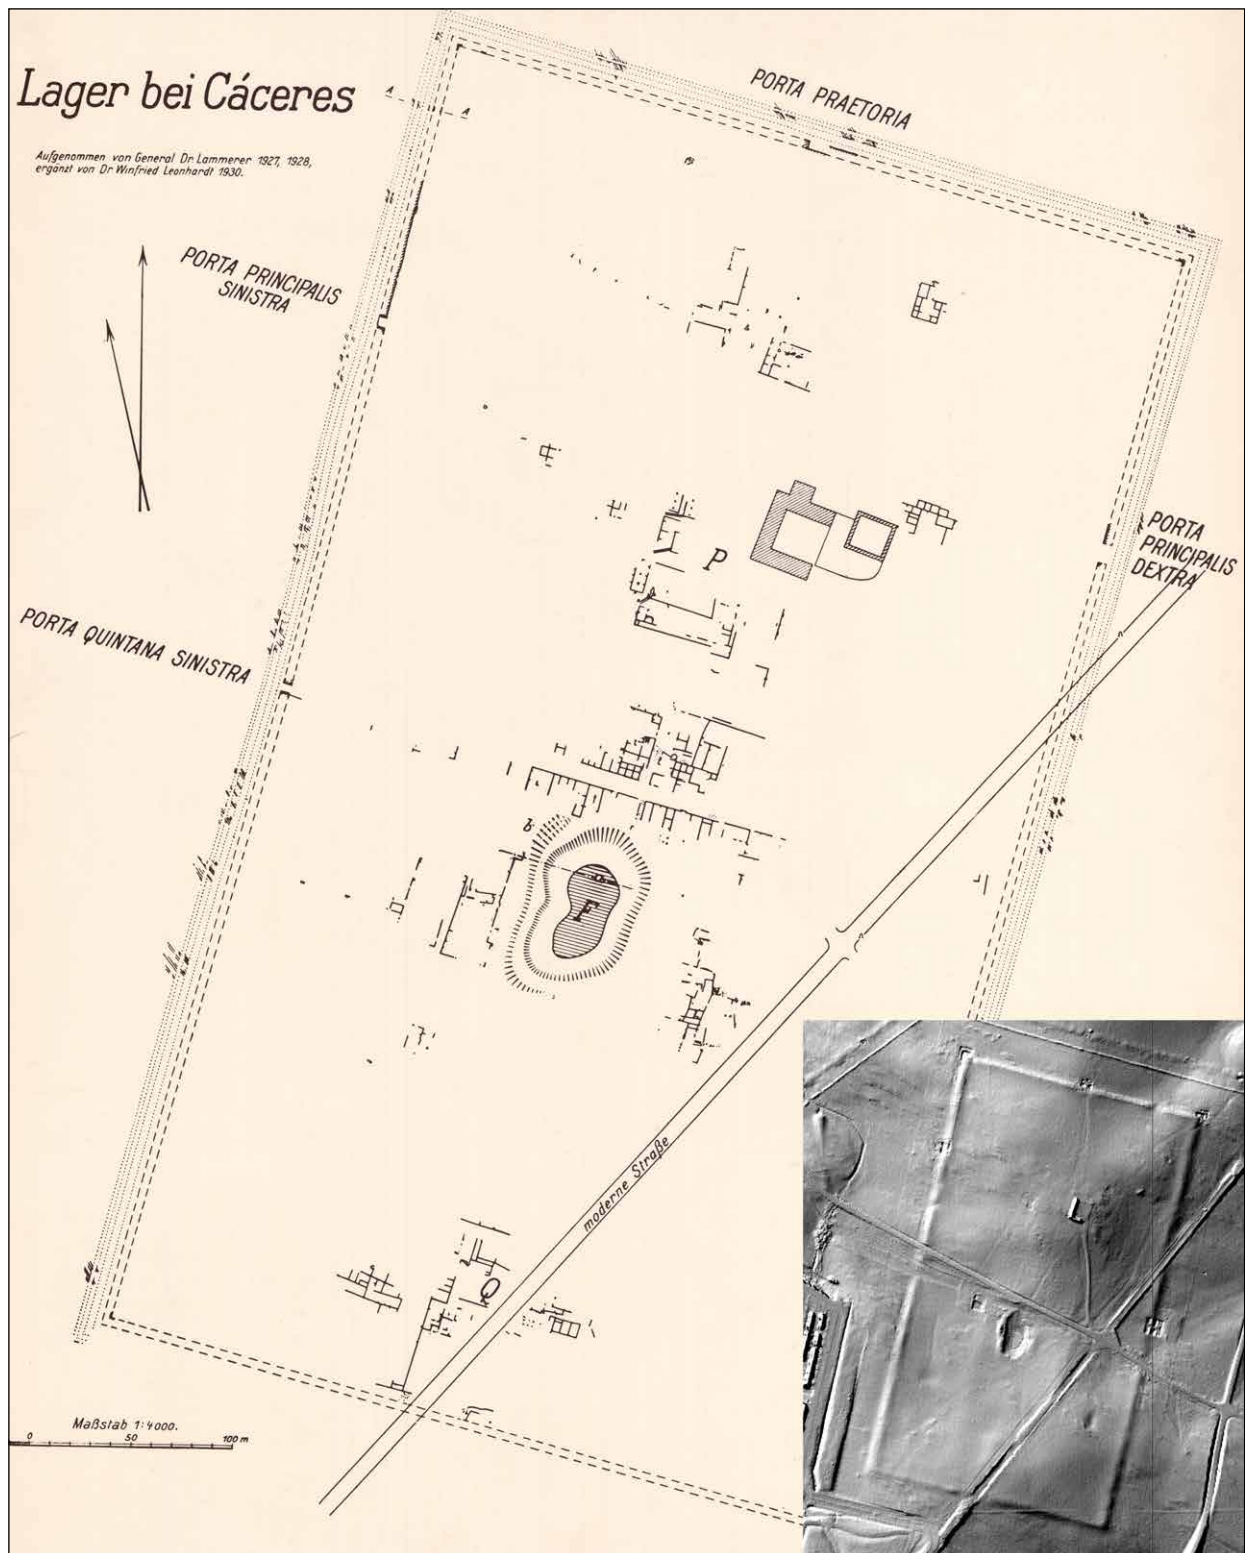 Lager bei Cáceres
Aufgenommen von General Dr. Lammerer 1927, 1928,
ergänzt von Dr Winfried Leonhardt 1930.
A
A
PORTA PRAETORIA
PORTA PRINCIPALIS
SINISTRA
PORTA
PRINCIPALIS
DEXTRA
P
PORTA QUINTANA SINISTRA
b
F
moderne Straße
Q
Maßstab 1:4000.
0 50 100 m